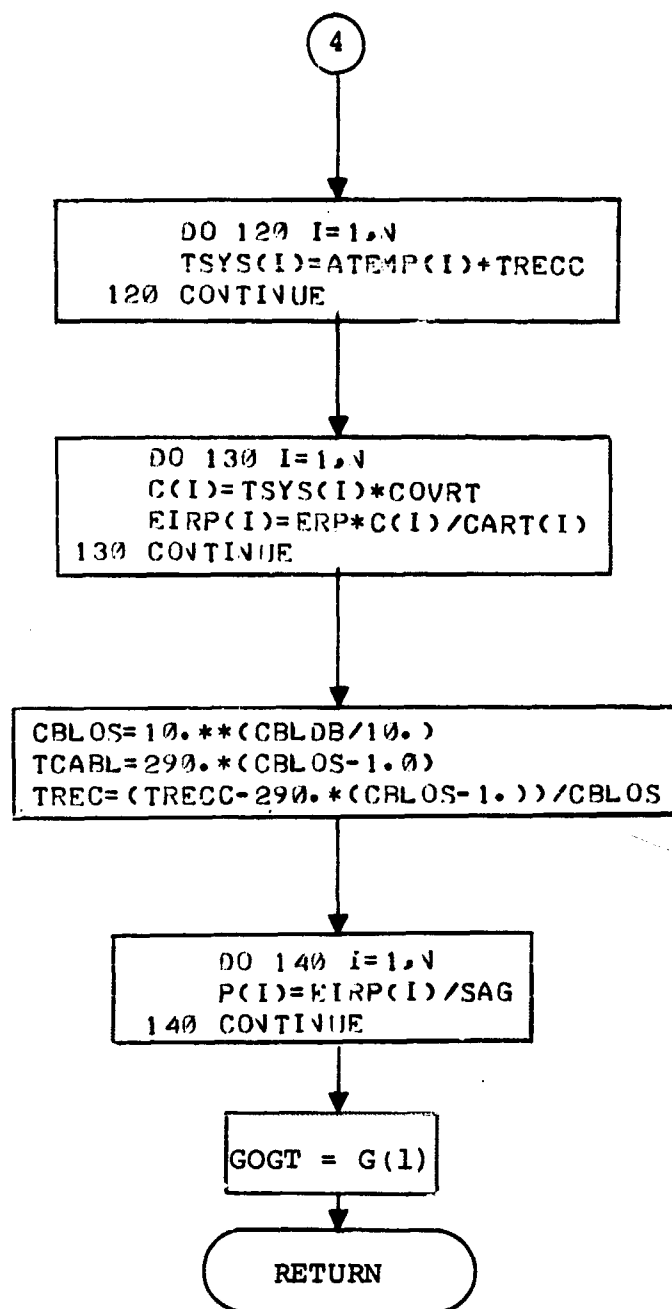 4
DO 120 I=1,N
TSYS(I)=ATEMP(I)+TRECC
120 CONTINUE
DO 130 I=1,N
C(I)=TSYS(I)*COVRT
EIRP(I)=ERP*C(I)/CART(I)
130 CONTINUE
CBLOS=10.**(CBLDB/10.)
TCABL=290.*(CBLOS-1.0)
TREC=(TRECC-290.*(CBLOS-1.))/CBLOS
DO 140 I=1,N
P(I)=EIRP(I)/SAG
140 CONTINUE
GOGT = G(1)
RETURN